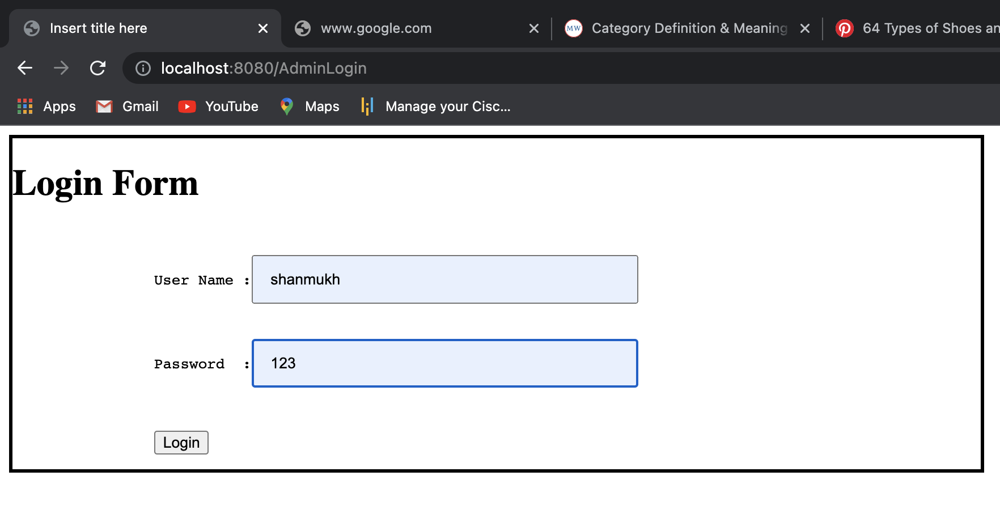 Insert title here
www.google.com
MW
Category Definition & Meaning
64 Types of Shoes an
localhost:8080/AdminLogin
Apps
Gmail
YouTube
Maps
Manage your Cisc...
Login Form
User Name :
shanmukh
Password :
123
Login